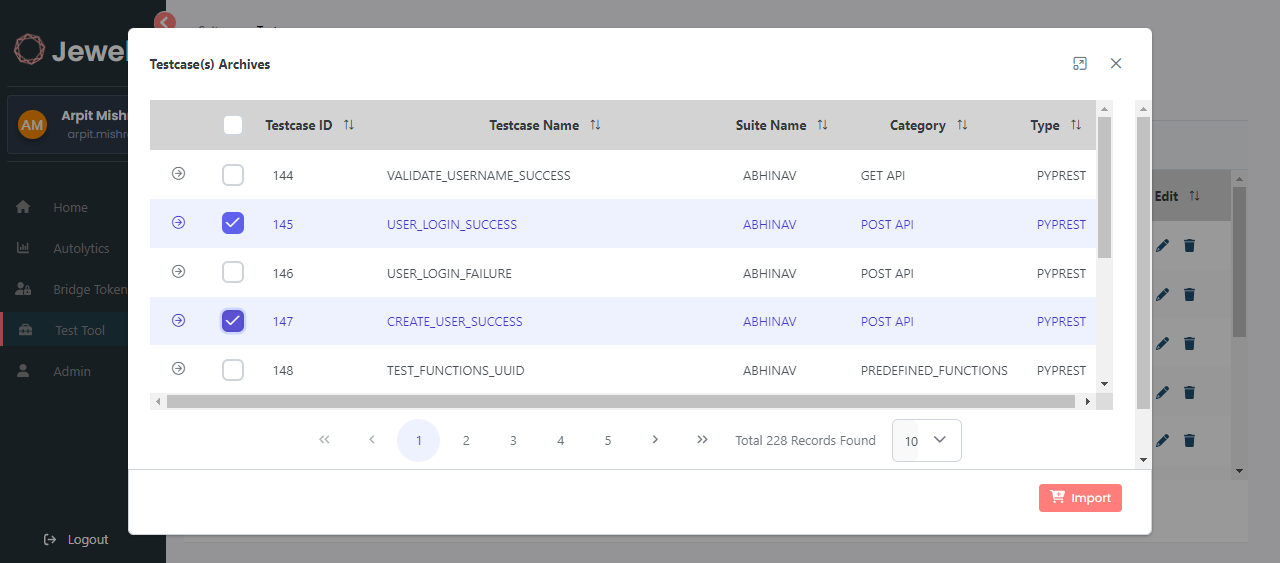 Jewel
AM
Arpit Mishr
arpit.mishr
Home
Autolytics
Bridge Token
Test Tool
Admin
Logout
Testcase(s) Archives
Testcase ID Testcase Name Suite Name Category Type
144 VALIDATE_USERNAME_SUCCESS ABHINAV GET API PYPREST
145 USER_LOGIN_SUCCESS ABHINAV POST API PYPREST
146 USER_LOGIN_FAILURE ABHINAV POST API PYPREST
147 CREATE_USER_SUCCESS ABHINAV POST API PYPREST
148 TEST_FUNCTIONS_UUID ABHINAV PREDEFINED_FUNCTIONS PYPREST
1 2 3 4 5 Total 228 Records Found 10
Import
Edit